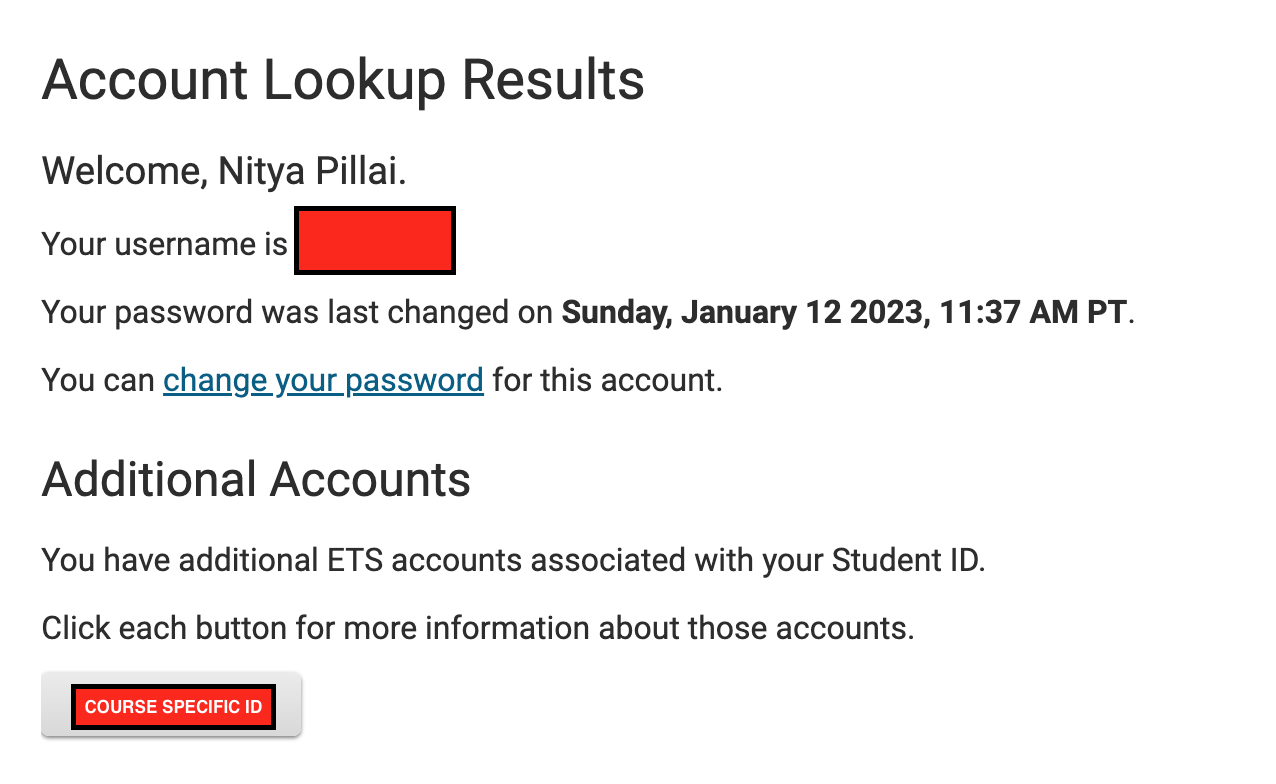 Account Lookup Results
Welcome, Nitya Pillai.
Your username is
Your password was last changed on Sunday, January 12 2023, 11:37 AM PT.
You can change your password for this account.
Additional Accounts
You have additional ETS accounts associated with your Student ID.
Click each button for more information about those accounts.
COURSE SPECIFIC ID